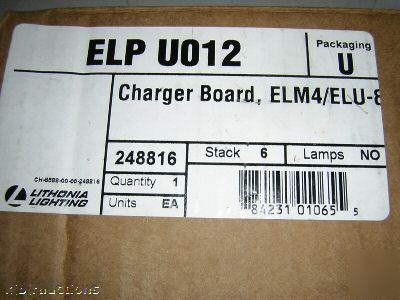 ELP U012
Packaging
U
Charger Board, ELM4/ELU-8
248816
Stack 6
Lamps NO
Quantity 1
Units EA
LITHONIA
LIGHTING
84231 01065 5